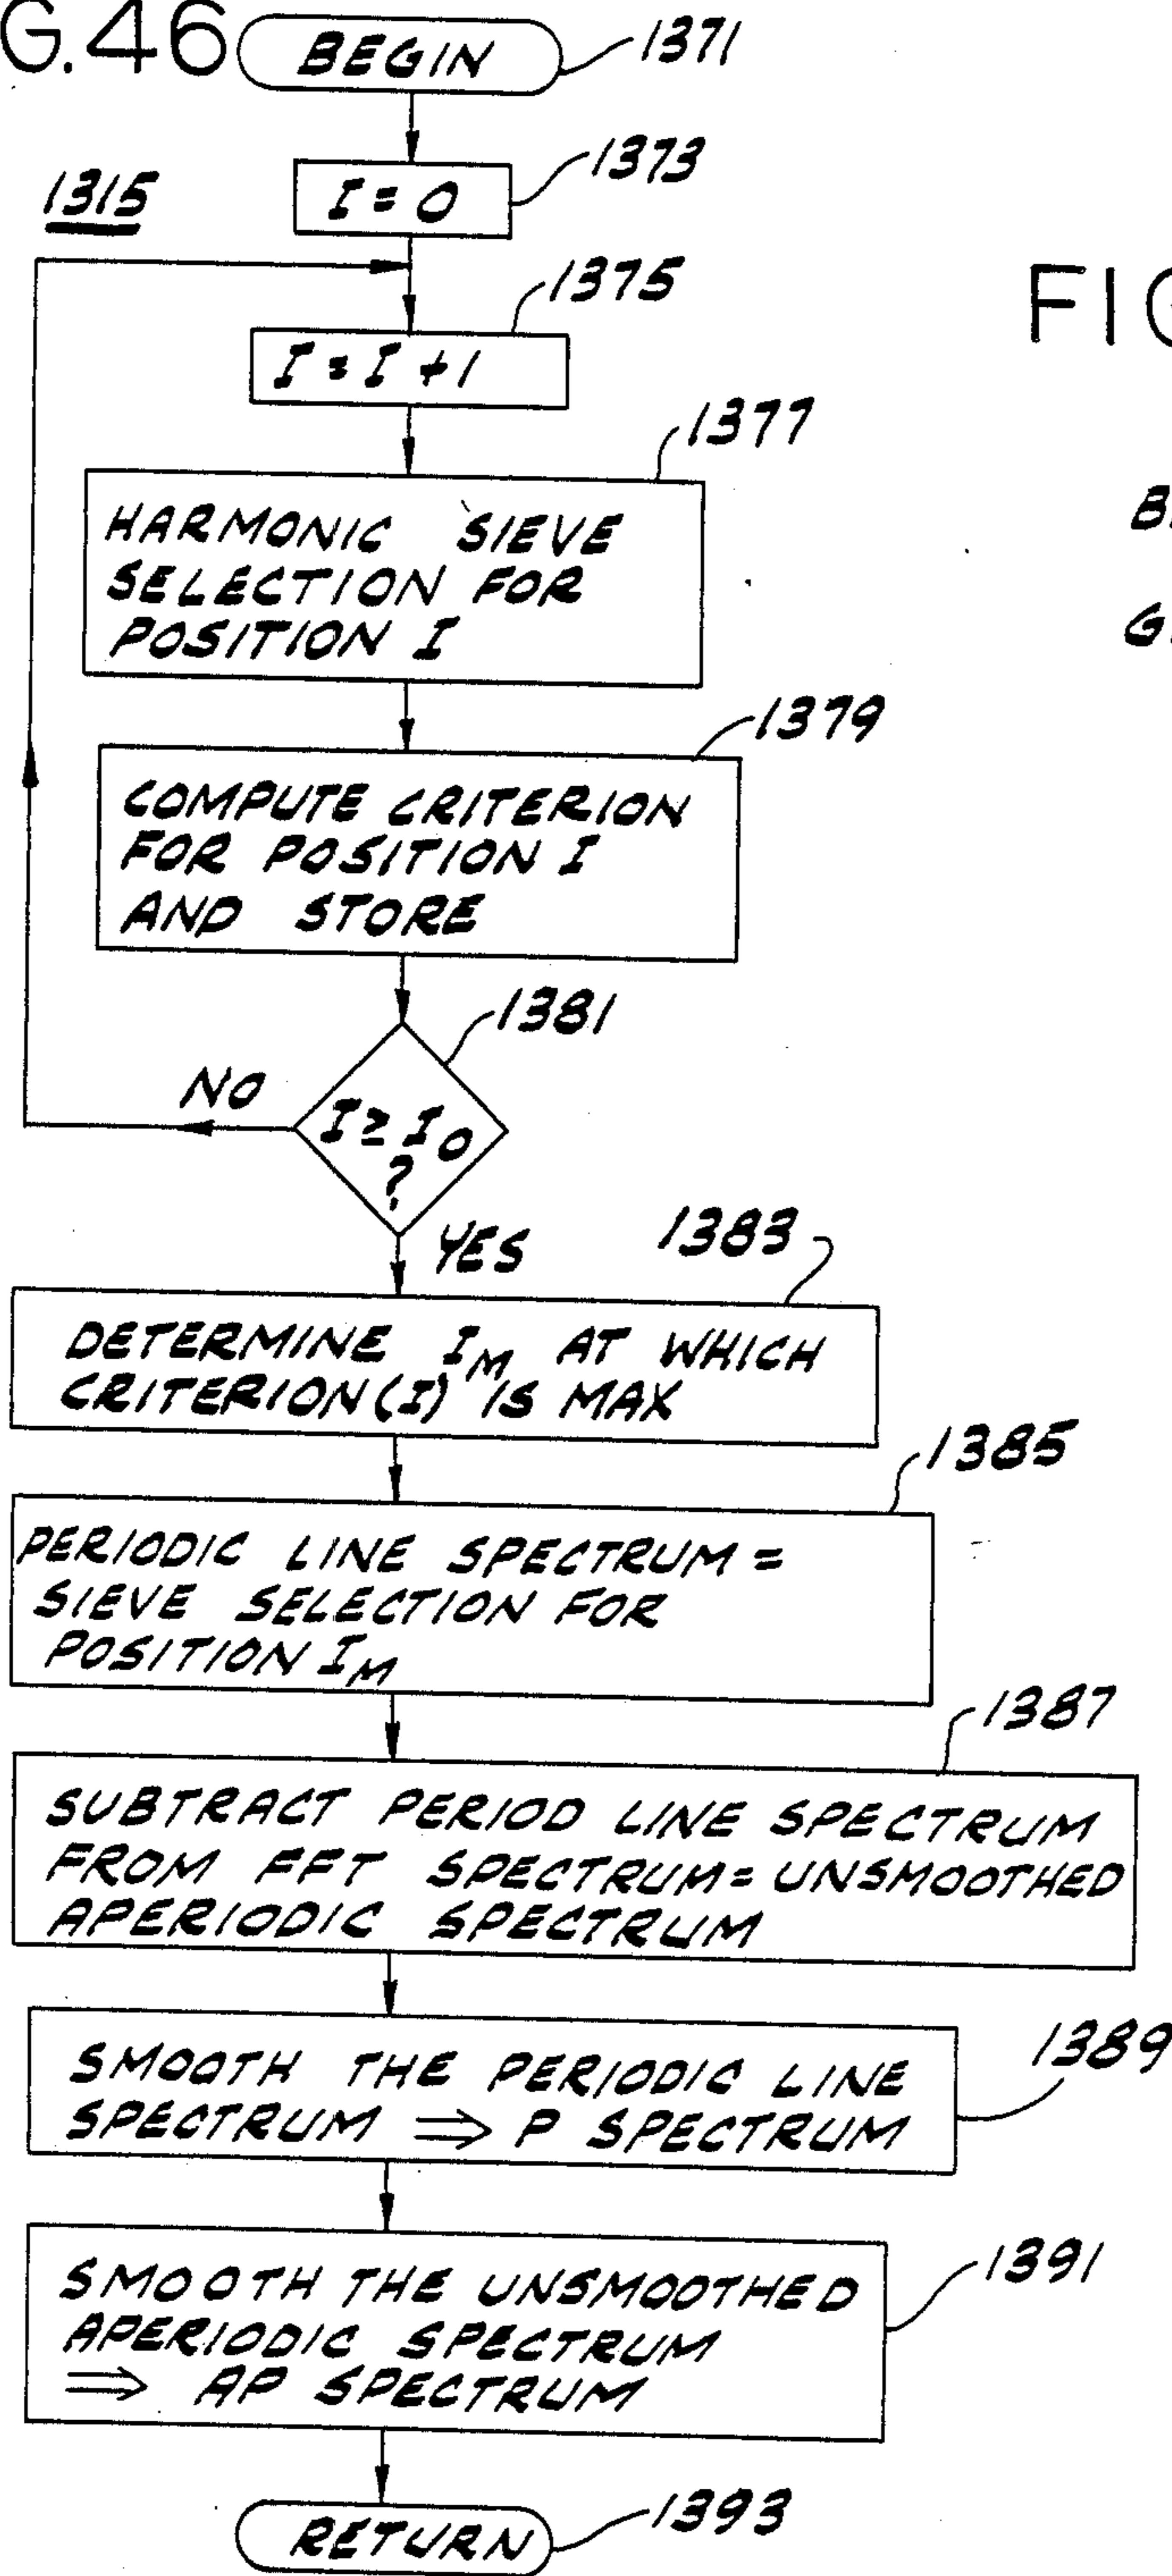 G.46
BEGIN
1371
1373
1315
I = 0
1375
FIG
I = I + 1
1377
HARMONIC SIEVE
SELECTION FOR
POSITION I
1379
COMPUTE CRITERION
FOR POSITION I
AND STORE
1381
NO
I ≥ I0
?
YES
1383
DETERMINE IM AT WHICH
CRITERION(I) IS MAX
1385
PERIODIC LINE SPECTRUM =
SIEVE SELECTION FOR
POSITION IM
1387
SUBTRACT PERIOD LINE SPECTRUM
FROM FFT SPECTRUM = UNSMOOTHED
APERIODIC SPECTRUM
1389
SMOOTH THE PERIODIC LINE
SPECTRUM ⇒ P SPECTRUM
1391
SMOOTH THE UNSMOOTHED
APERIODIC SPECTRUM
⇒ AP SPECTRUM
RETURN
1393